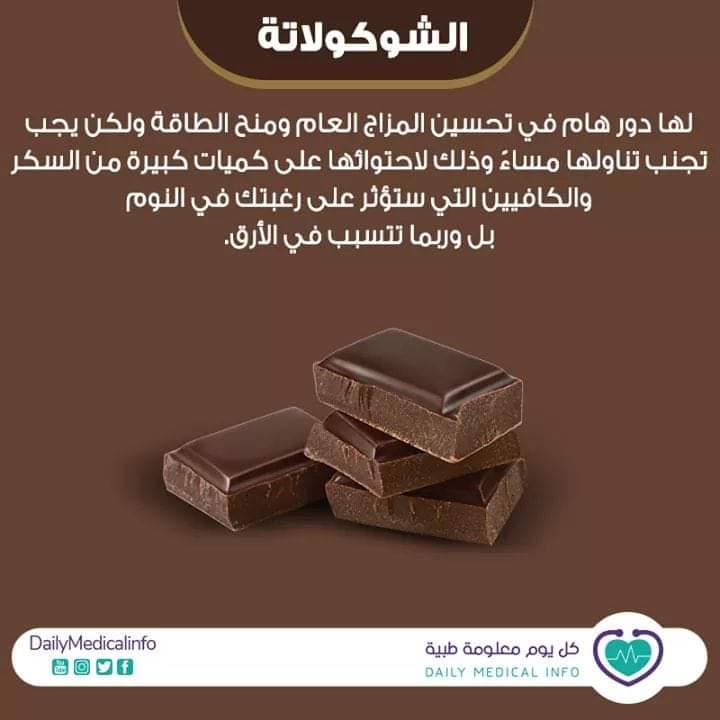 الشوكولاتة
لها دور هام في تحسين المزاج العام ومنح الطاقة ولكن يجب
تجنب تناولها مساءً وذلك لاحتوائها على كميات كبيرة من السكر
والكافيين التي ستؤثر على رغبتك في النوم
بل وربما تتسبب في الأرق.
كل يوم معلومة طبية
DAILY MEDICAL INFO
DailyMedicalinfo
You Tube